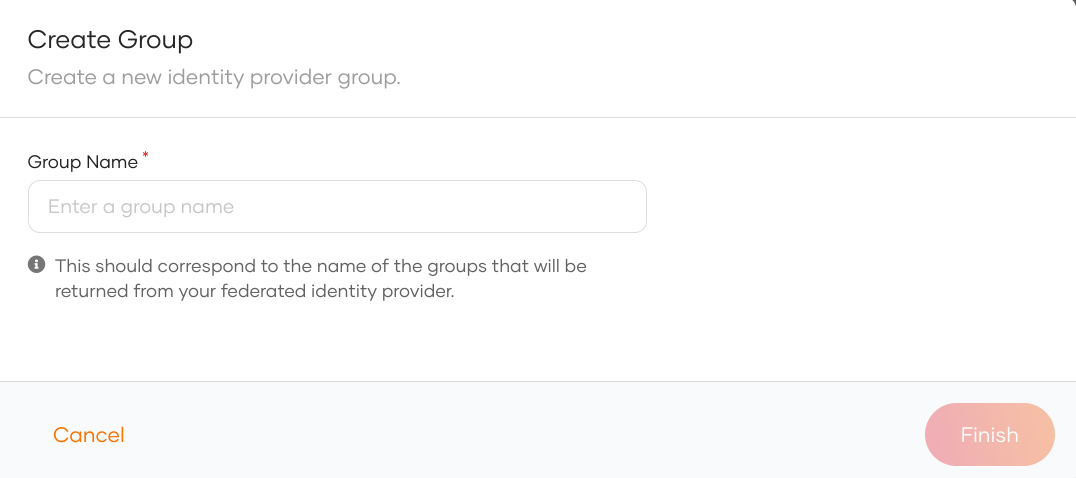 Create Group
Create a new identity provider group.
Group Name *
Enter a group name
This should correspond to the name of the groups that will be
returned from your federated identity provider.
Cancel
Finish